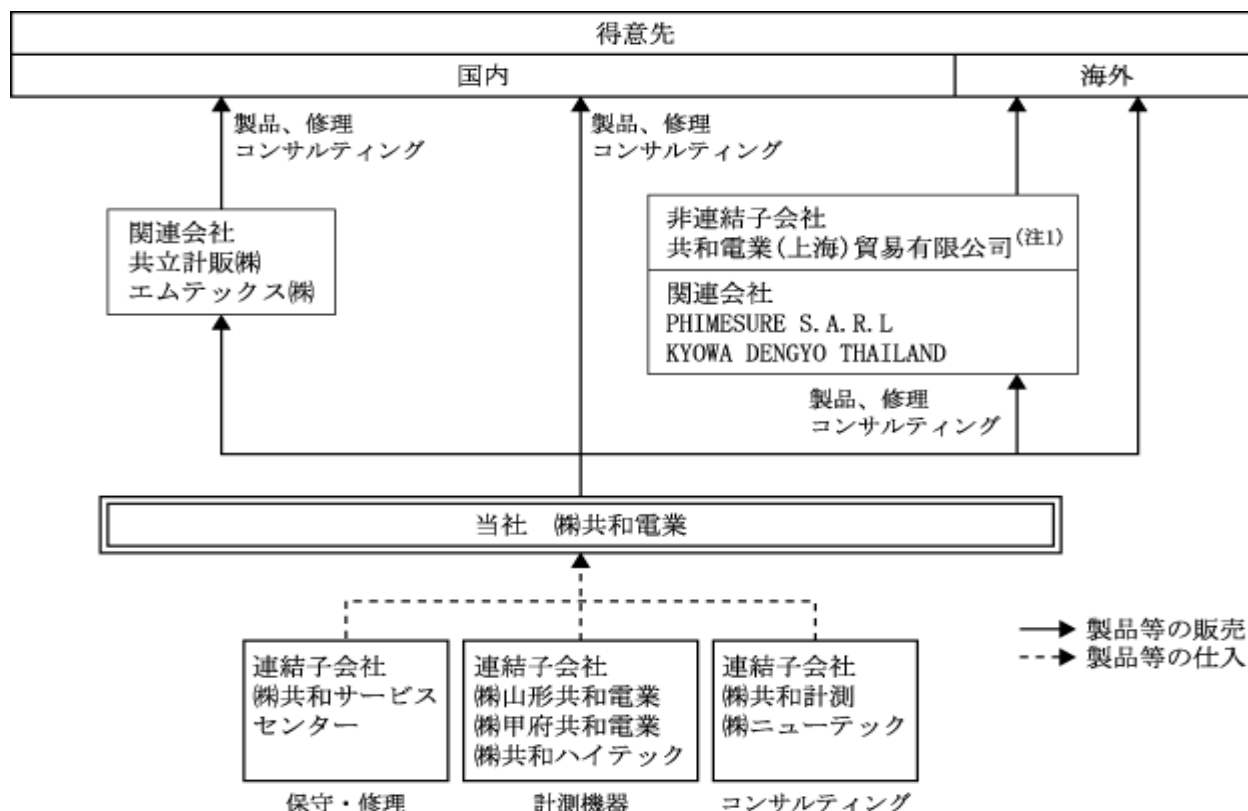 得意先
国内
海外
製品、修理
コンサルティング
製品、修理
コンサルティング
関連会社
共立計販㈱
エムテックス㈱
非連結子会社
共和電業(上海)貿易有限公司(注1)
関連会社
PHIMESURE S.A.R.L
KYOWA DENGYO THAILAND
製品、修理
コンサルティング
当社 ㈱共和電業
連結子会社
㈱共和サービス
センター
連結子会社
㈱山形共和電業
㈱甲府共和電業
㈱共和ハイテック
連結子会社
㈱共和計測
㈱ニューテック
製品等の販売
製品等の仕入
保守・修理
計測機器
コンサルティング